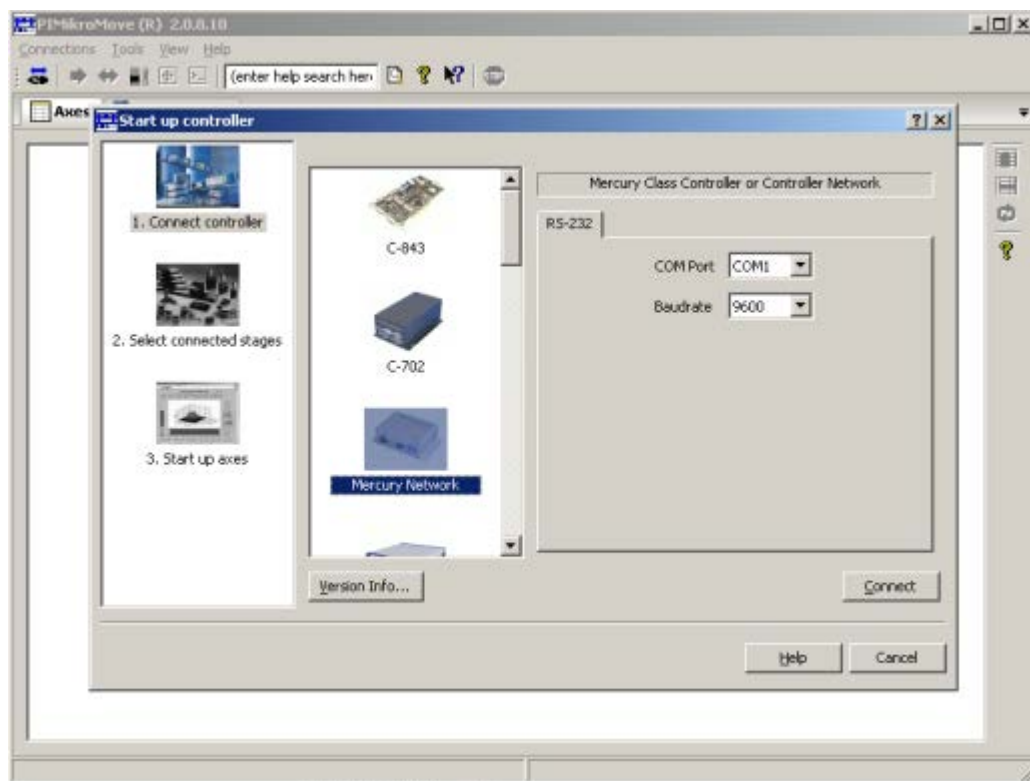 PIMikroMove (R) 2.0.8.10
Connections Tools View Help
(enter help search here
Axes
Start up controller
1. Connect controller
2. Select connected stages
3. Start up axes
C-843
C-702
Mercury Network
Mercury Class Controller or Controller Network
RS-232
COM Port COM1
Baudrate 9600
Version Info...
Connect
Help Cancel